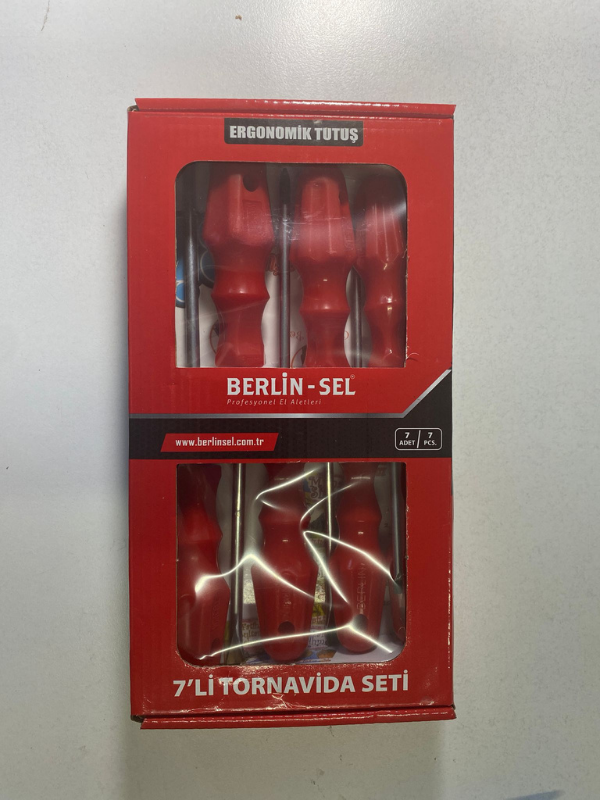 ERGONOMİK TUTUŞ
BERLİN - SEL®
Profesyonel El Aletleri
www.berlinsel.com.tr
7 ADET / 7 PCS.
7'Lİ TORNAVİDA SETİ